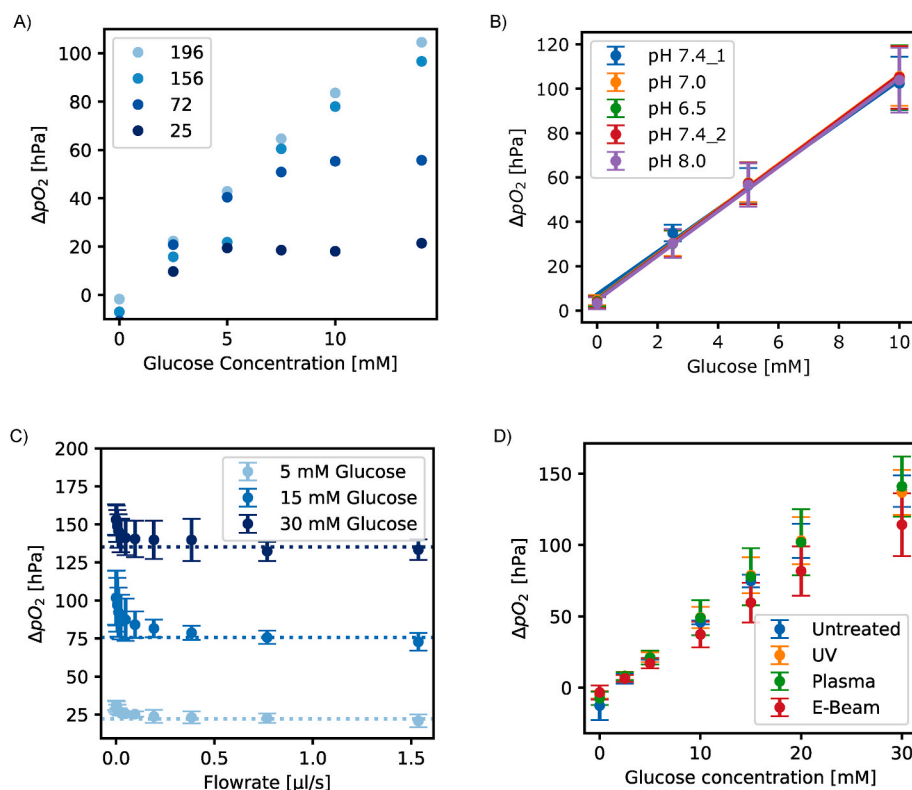 A)
100
80
60
40
20
0
ΔpO2 [hPa]
196
156
72
25
0
5
10
Glucose Concentration [mM]
B)
120
100
80
60
40
20
0
ΔpO2 [hPa]
pH 7.4_1
pH 7.0
pH 6.5
pH 7.4_2
pH 8.0
0
2
4
6
8
10
Glucose [mM]
C)
200
175
150
125
100
75
50
25
ΔpO2 [hPa]
5 mM Glucose
15 mM Glucose
30 mM Glucose
0.0
0.5
1.0
1.5
Flowrate [µl/s]
D)
150
100
50
0
ΔpO2 [hPa]
Untreated
UV
Plasma
E-Beam
0
10
20
30
Glucose concentration [mM]